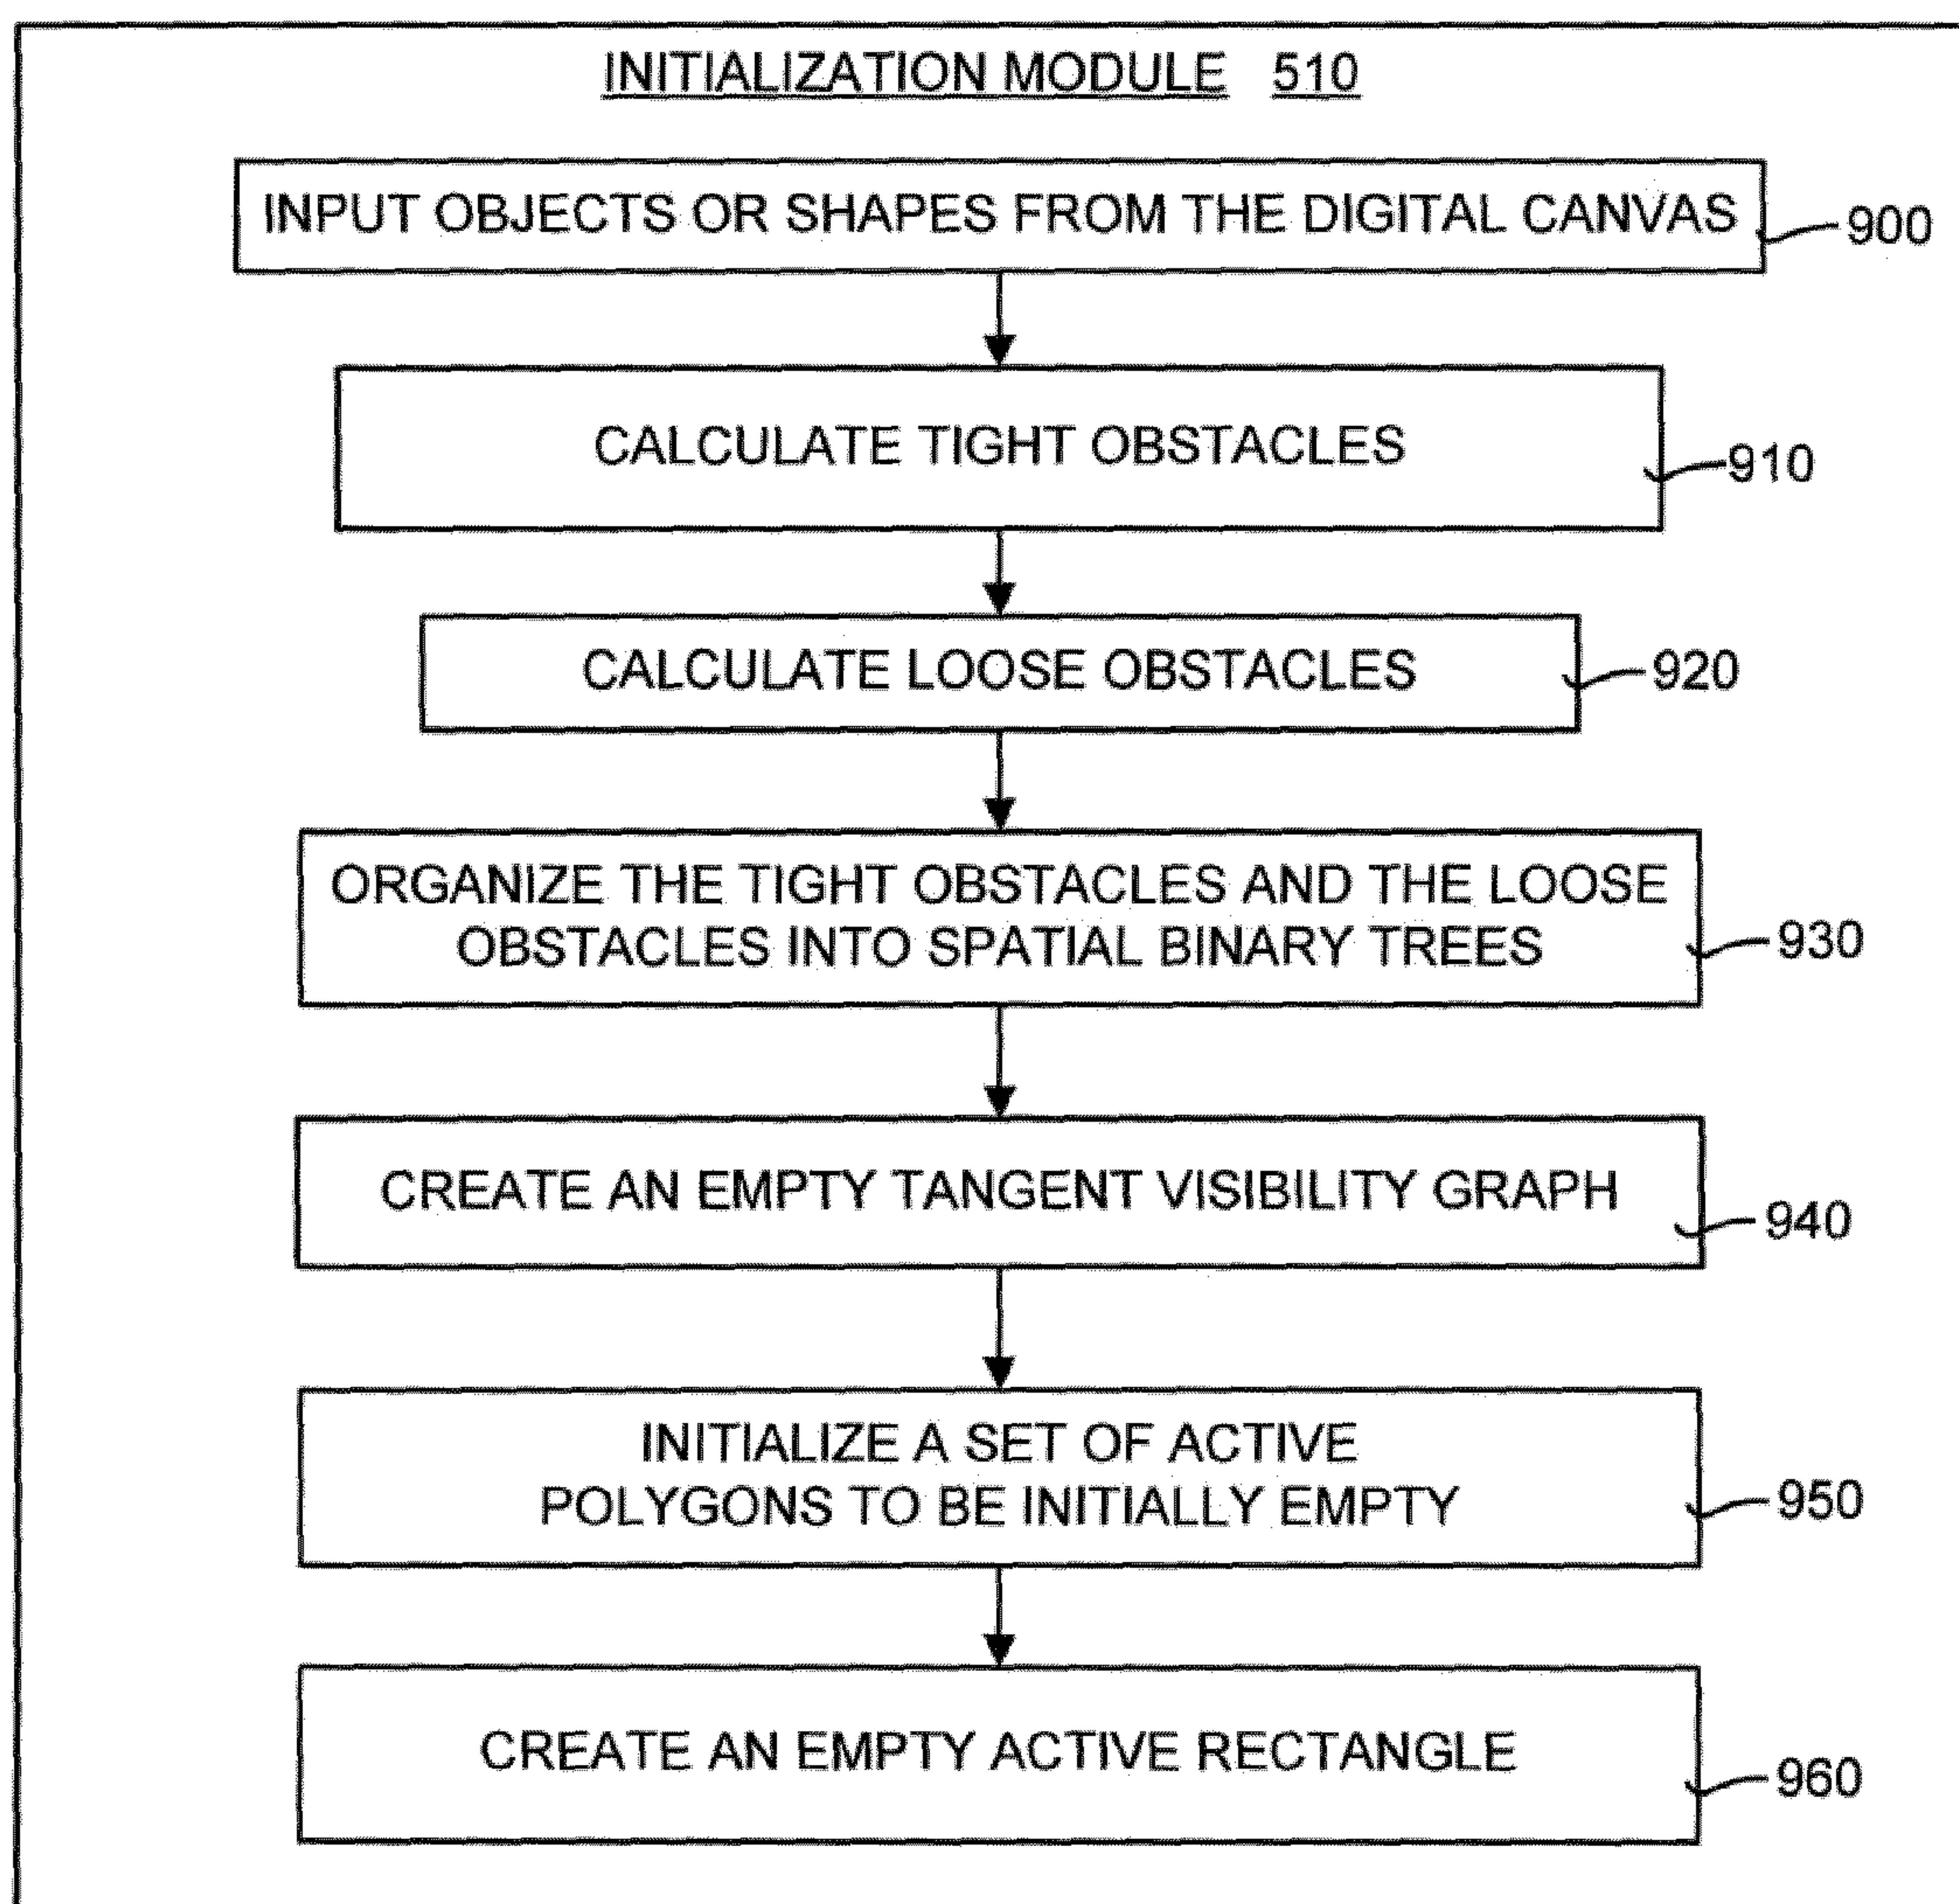 INITIALIZATION MODULE 510
INPUT OBJECTS OR SHAPES FROM THE DIGITAL CANVAS
900
CALCULATE TIGHT OBSTACLES
910
CALCULATE LOOSE OBSTACLES
920
ORGANIZE THE TIGHT OBSTACLES AND THE LOOSE
OBSTACLES INTO SPATIAL BINARY TREES
930
CREATE AN EMPTY TANGENT VISIBILITY GRAPH
940
INITIALIZE A SET OF ACTIVE
POLYGONS TO BE INITIALLY EMPTY
950
CREATE AN EMPTY ACTIVE RECTANGLE
960